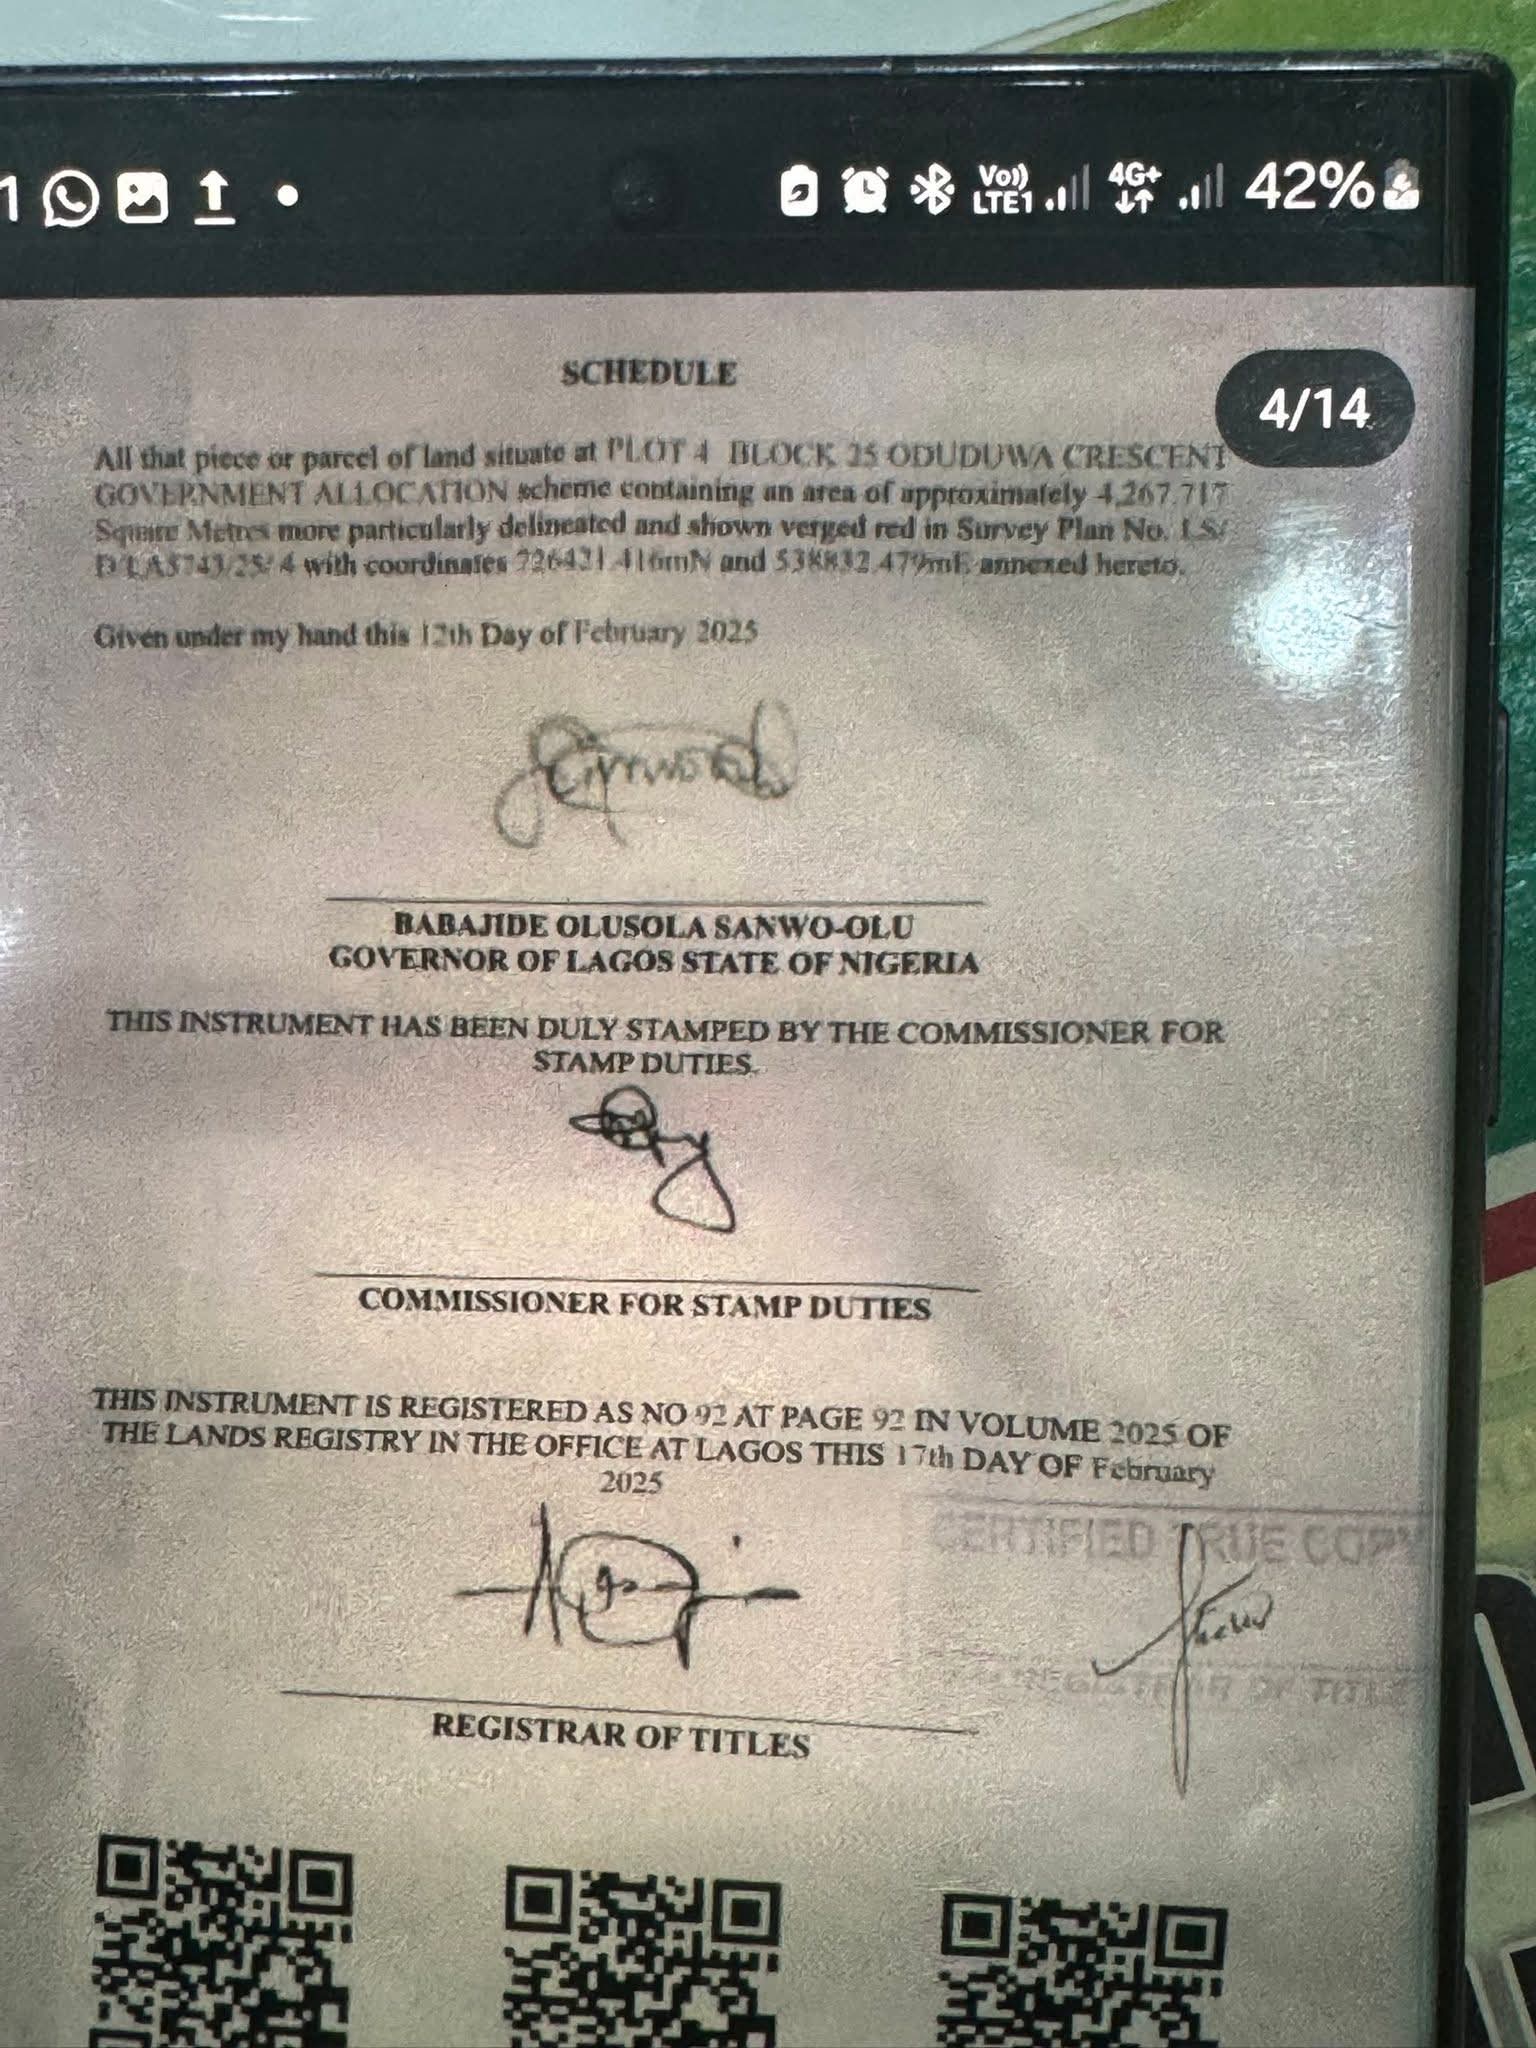 1 Vo)) LTE1 4G+ 42%
4/14
SCHEDULE
All that piece or parcel of land situate at PLOT 4 BLOCK 25 ODUDUWA CRESCENT
GOVERNMENT ALLOCATION scheme containing an area of approximately 4,267.717
Square Metres more particularly delineated and shown verged red in Survey Plan No. LS/
D/LA5743/25/ 4 with coordinates 726421.416mN and 538832.479mE annexed hereto.
Given under my hand this 12th Day of February 2025
BABAJIDE OLUSOLA SANWO-OLU
GOVERNOR OF LAGOS STATE OF NIGERIA
THIS INSTRUMENT HAS BEEN DULY STAMPED BY THE COMMISSIONER FOR
STAMP DUTIES.
COMMISSIONER FOR STAMP DUTIES
THIS INSTRUMENT IS REGISTERED AS NO 92 AT PAGE 92 IN VOLUME 2025 OF
THE LANDS REGISTRY IN THE OFFICE AT LAGOS THIS 17th DAY OF February
2025
CERTIFIED TRUE COPY
REGISTRAR OF TITLE
REGISTRAR OF TITLES